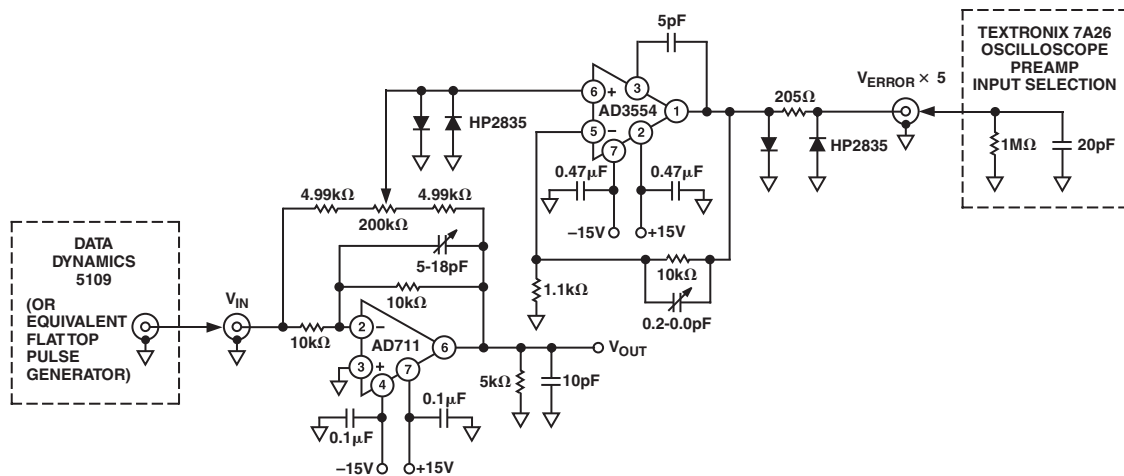 5pF
TEXTRONIX 7A26
OSCILLOSCOPE
PREAMP
INPUT SELECTION
VERROR × 5
205Ω
6
+
3
AD3554
1
5
−
2
7
HP2835
HP2835
1MΩ
20pF
0.47μF
0.47μF
4.99kΩ
4.99kΩ
200kΩ
−15V
+15V
DATA
DYNAMICS
5109
(OR
EQUIVALENT
FLAT TOP
PULSE
GENERATOR)
5-18pF
10kΩ
1.1kΩ
10kΩ
0.2-0.0pF
VIN
10kΩ
2
−
AD711
6
3
+
7
4
VOUT
5kΩ
10pF
0.1μF
0.1μF
−15V
+15V